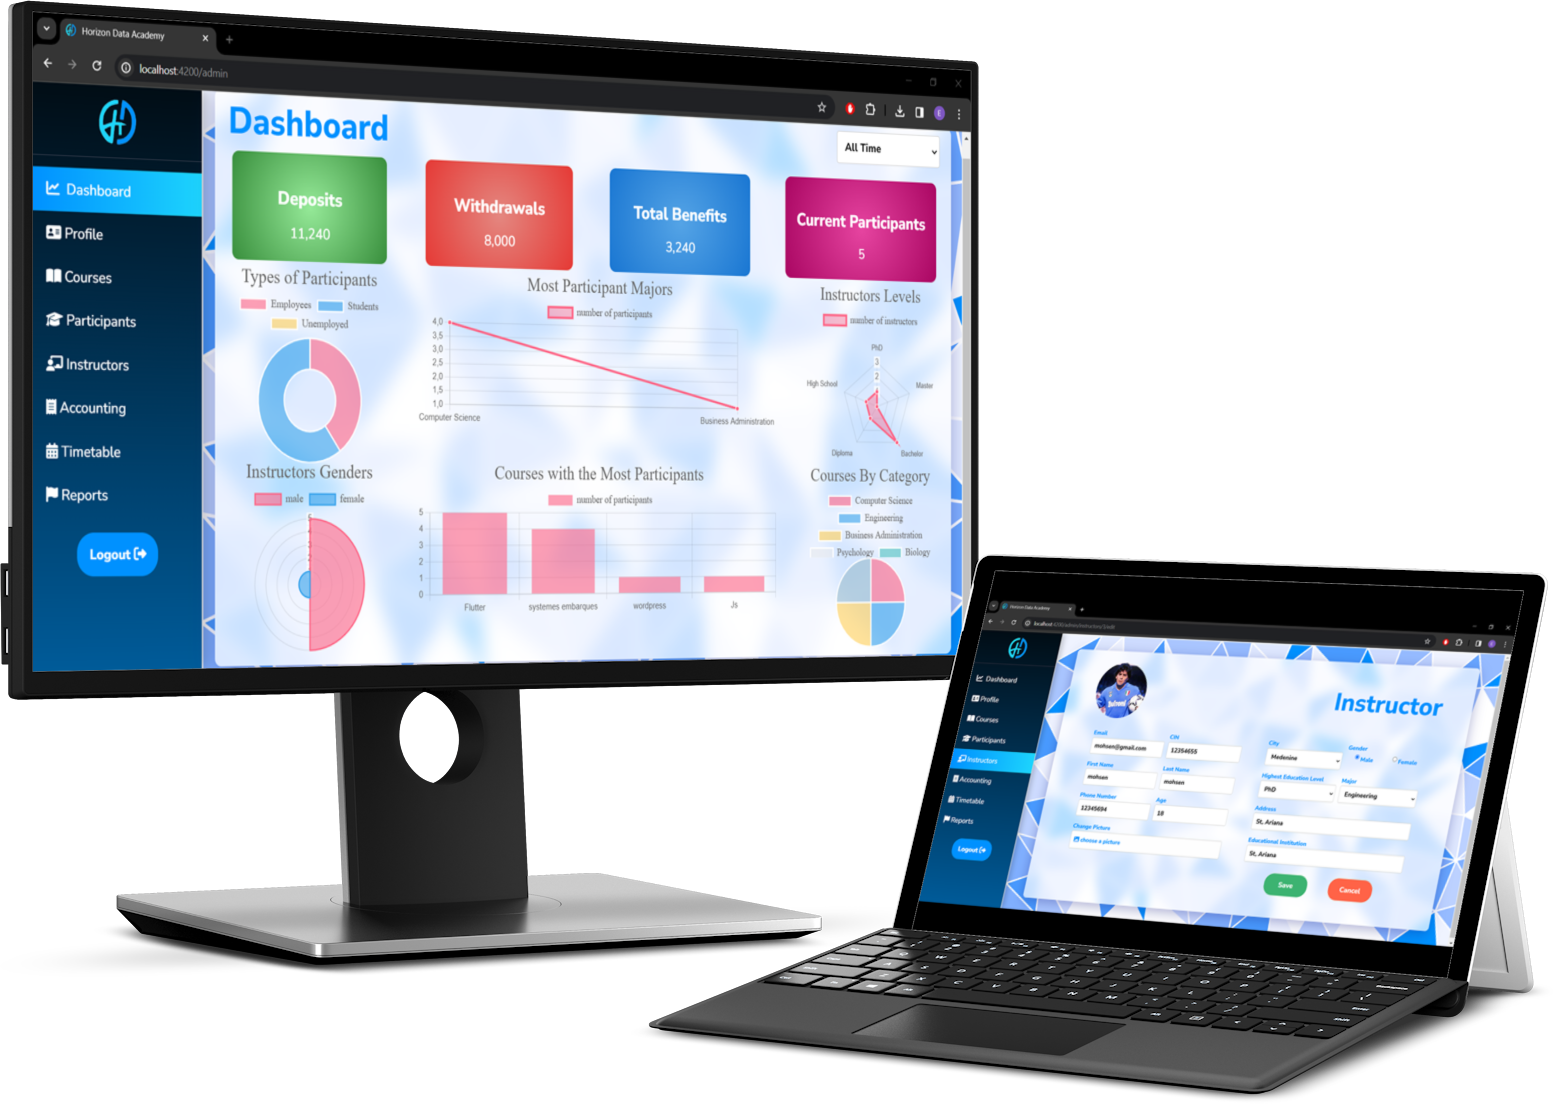 Horizon Data Academy
localhost:4200/admin
Dashboard
All Time
Dashboard
Profile
Courses
Participants
Instructors
Accounting
Timetable
Reports
Logout
Deposits
11,240
Withdrawals
8,000
Total Benefits
3,240
Current Participants
5
Types of Participants
Employees
Students
Unemployed
Most Participant Majors
number of participants
4,0
3,5
3,0
2,5
2,0
1,5
1,0
Computer Science
Business Administration
Instructors Levels
number of instructors
PhD
3
2
High School
Master
Diploma
Bachelor
Instructors Genders
male
female
5
Courses with the Most Participants
number of participants
5
4
3
2
1
0
Flutter
systemes embarques
wordpress
Js
Courses By Category
Computer Science
Engineering
Business Administration
Psychology
Biology
Horizon Data Academy
Dashboard
Profile
Courses
Participants
Instructors
Accounting
Timetable
Reports
Logout
Instructor
Email
mohsen@gmail.com
CIN
12354655
First Name
mohsen
Last Name
mohsen
Phone Number
12345694
Age
18
Change Picture
choose a picture
City
Medenine
Gender
Male
Female
Highest Education Level
PhD
Major
Engineering
Address
St, Ariana
Educational Institution
St, Ariana
Save
Cancel